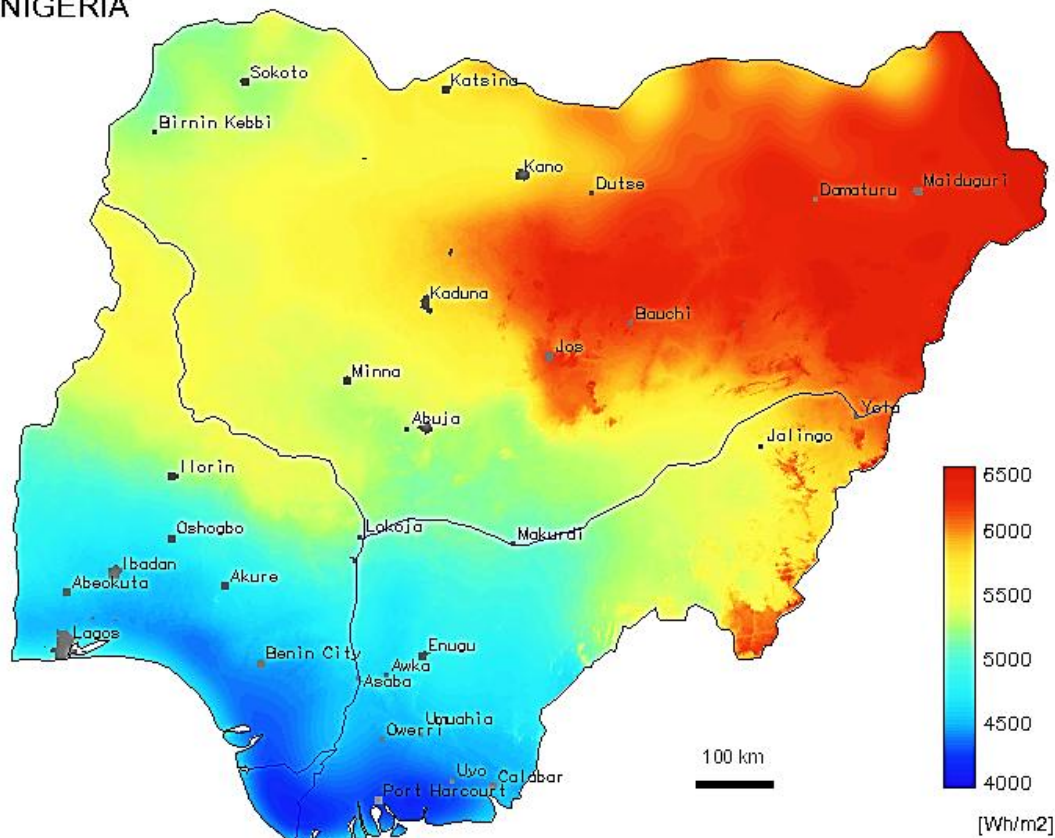 NIGERIA
Sokoto
Katsina
Birnin Kebbi
Kano
Dutse
Damaturu
Maiduguri
Kaduna
Bauchi
Jos
Minna
Abuja
Yota
Jalingo
Ilorin
6500
Oshogbo
Lokoja
Makurdi
6000
Ibadan
Abeokuta
Akure
5500
Lagos
Benin City
Enugu
Awka
Asaba
5000
Umuahia
Owerri
4500
100 km
Uyo
Calabar
Port Harcourt
4000
[Wh/m2]